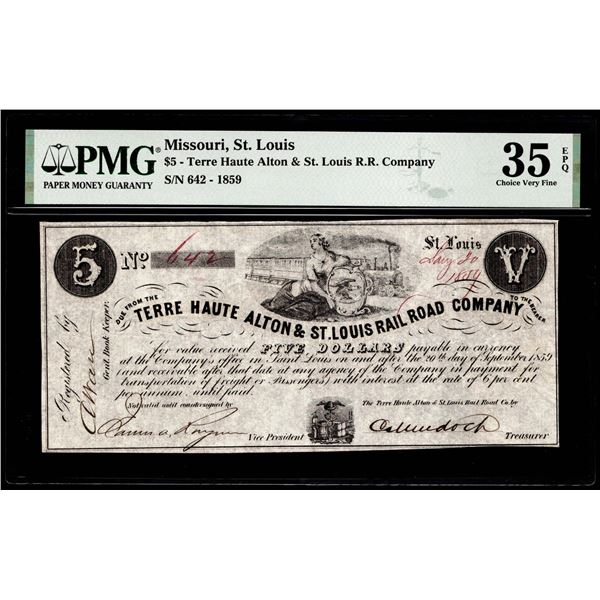 PMG
PAPER MONEY GUARANTY
Missouri, St. Louis
$5 - Terre Haute Alton & St. Louis R.R. Company
S/N 642 - 1859
35 EPQ
Choice Very Fine
5
No 642
St. Louis
1859
V
DUE FROM THE
TERRE HAUTE ALTON & ST. LOUIS RAIL ROAD COMPANY
TO THE BEARER
for value received FIVE DOLLARS payable in currency
at the Company's office in Saint Louis on and after the 20th day of September 1859
(and receivable after that date at any agency of the Company in payment for
transportation of freight or Passengers) with interest at the rate of 6 per cent
per annum, until paid.
Registered by
Genl. Book Keeper.
Not valid until countersigned by
The Terre Haute Alton & St Louis Rail Road Co. by
Vice President
CMurdoch
Treasurer